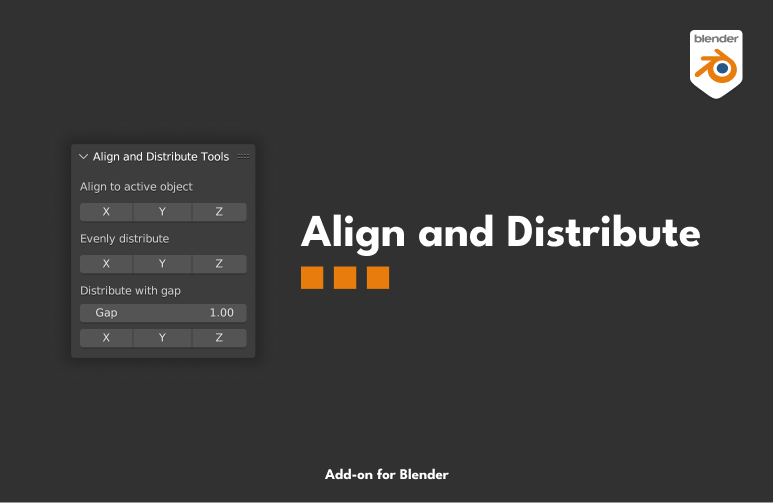 blender
Align and Distribute Tools
Align to active object
X Y Z
Evenly distribute
X Y Z
Distribute with gap
Gap 1.00
X Y Z
Align and Distribute
Add-on for Blender